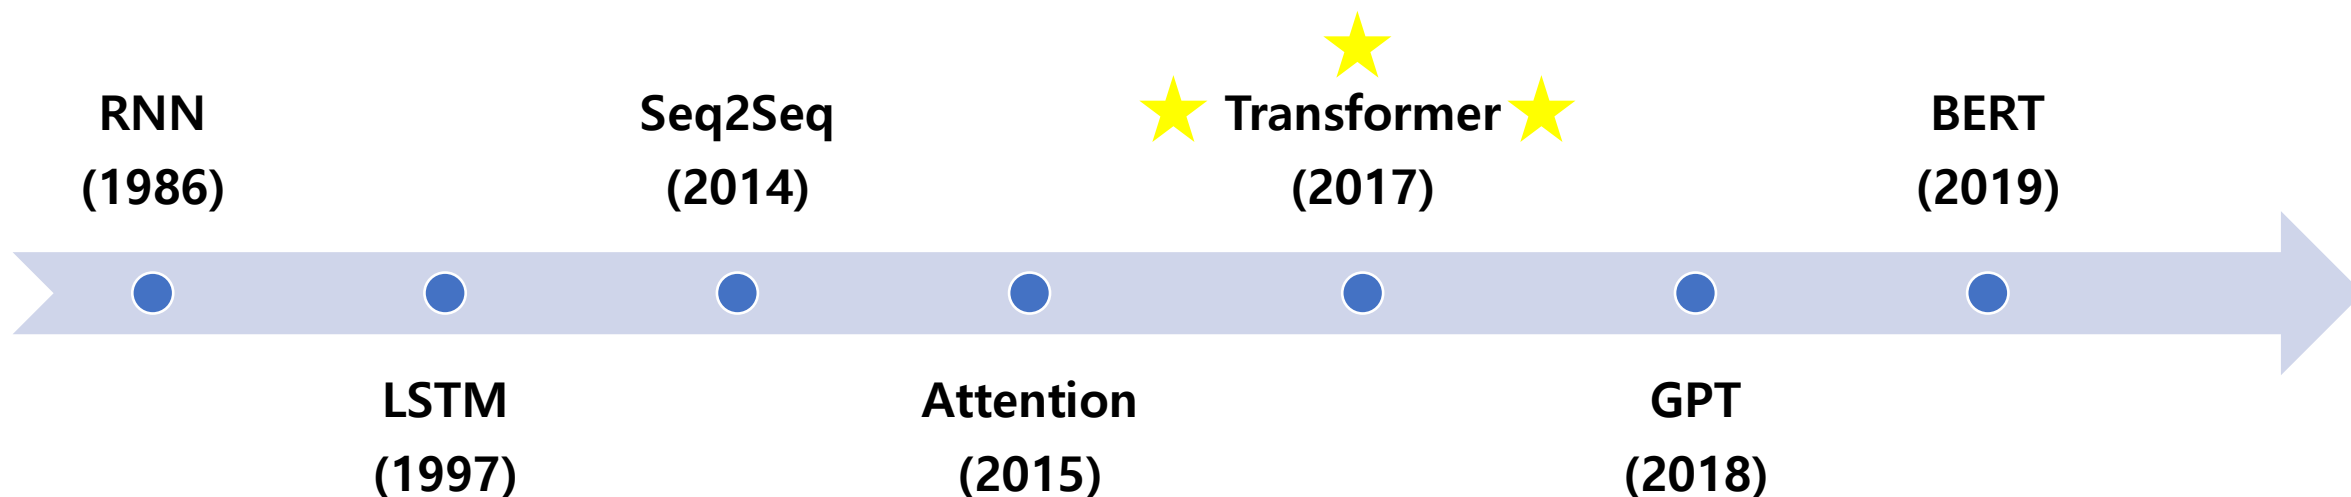 RNN
(1986)
LSTM
(1997)
Seq2Seq
(2014)
Attention
(2015)
Transformer
(2017)
GPT
(2018)
BERT
(2019)